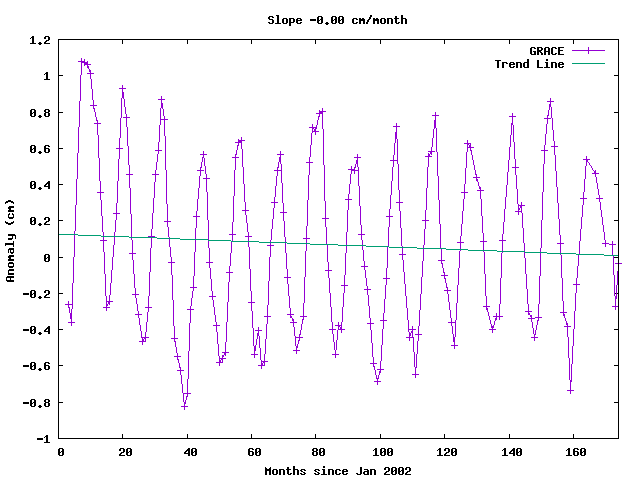 Slope -0.00 cm/month
GRACE
Trend Line
1.2
1
0.8
0.6
0.4
0.2
0
-0.2
-0.4
-0.6
-0.8
-1
Anomaly (cm)
0 20 40 60 80 100 120 140 160
Months since Jan 2002